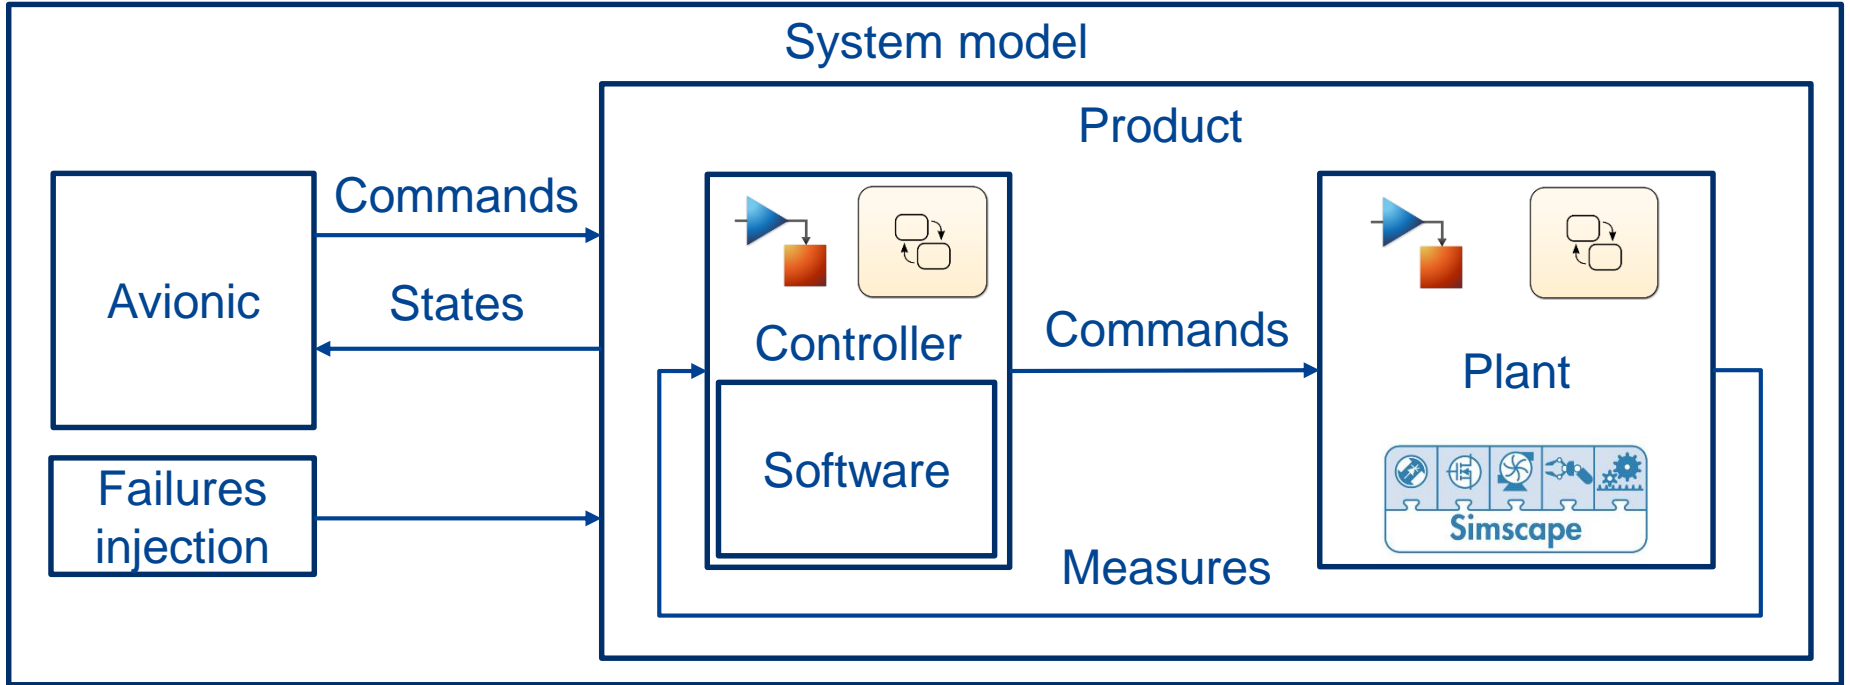 System model
Product
Commands
Avionic
States
Controller
Commands
Plant
Software
Failures
injection
Simscape
Measures